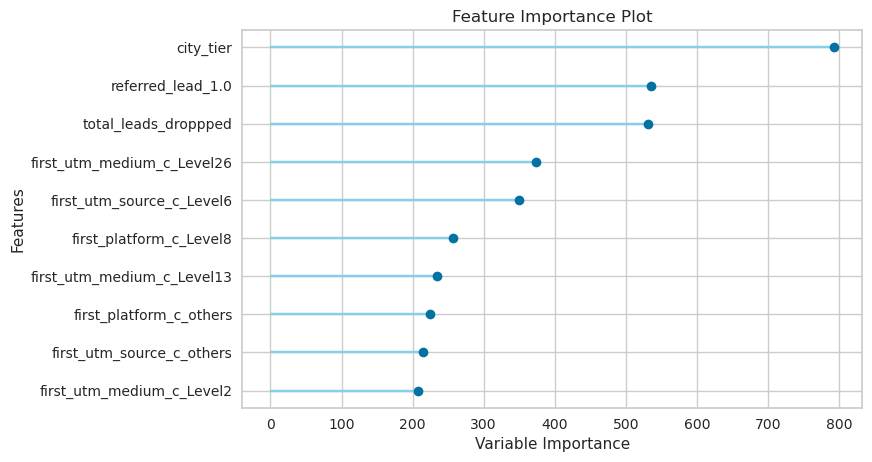 Feature Importance Plot
city_tier
referred_lead_1.0
total_leads_droppped
first_utm_medium_c_Level26
first_utm_source_c_Level6
first_platform_c_Level8
first_utm_medium_c_Level13
first_platform_c_others
first_utm_source_c_others
first_utm_medium_c_Level2
Features
0 100 200 300 400 500 600 700 800
Variable Importance